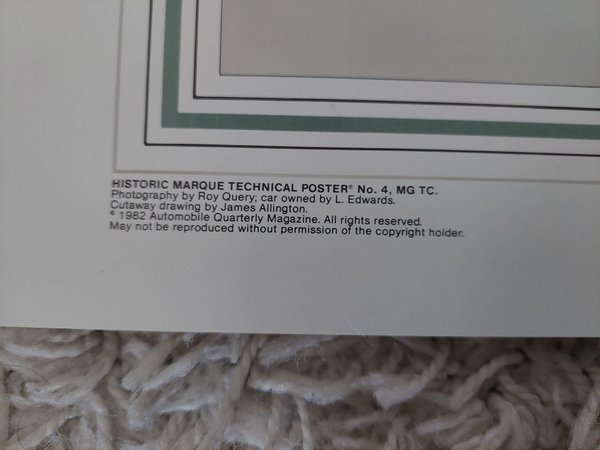 HISTORIC MARQUE TECHNICAL POSTER® No. 4, MG TC.
Photography by Roy Query; car owned by L. Edwards.
Cutaway drawing by James Allington.
© 1982 Automobile Quarterly Magazine. All rights reserved.
May not be reproduced without permission of the copyright holder.